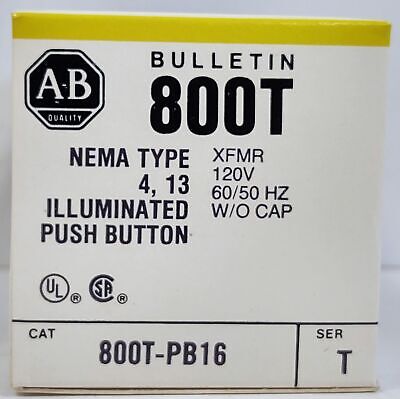 BULLETIN
800T
A-B
QUALITY
NEMA TYPE
4, 13
ILLUMINATED
PUSH BUTTON
XFMR
120V
60/50 HZ
W/O CAP
UL ® SA ®
CAT
800T-PB16
SER
T